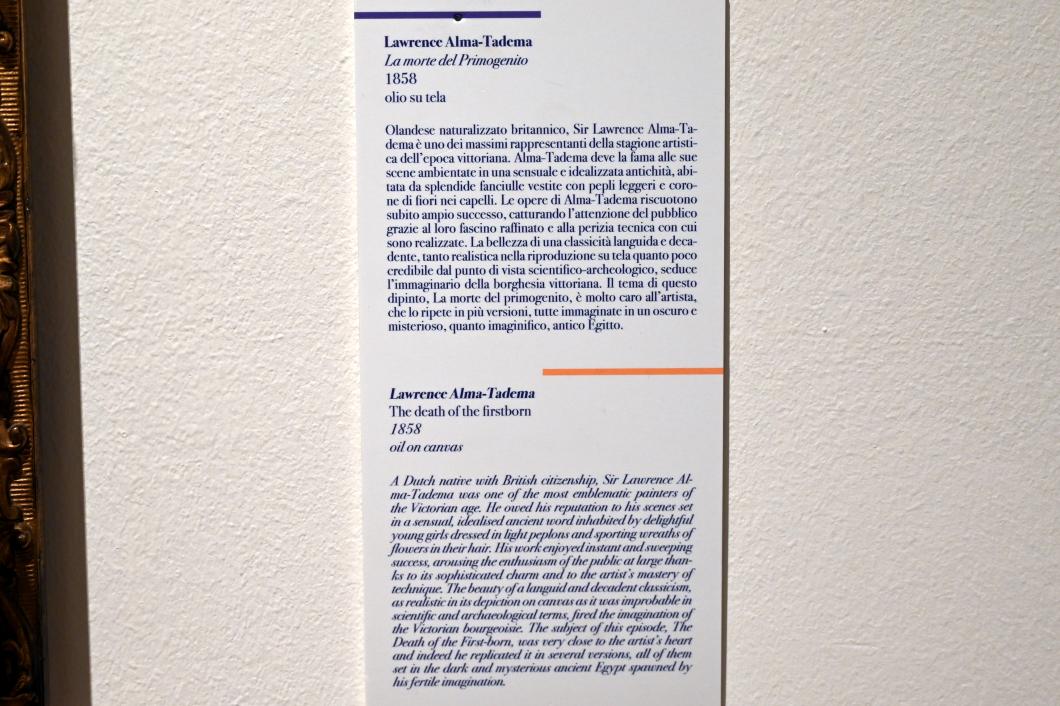 Lawrence Alma-Tadema
La morte del Primogenito
1858
olio su tela
Olandese naturalizzato britannico, Sir Lawrence Alma-Ta-
dema è uno dei massimi rappresentanti della stagione artisti-
ca dell'epoca vittoriana. Alma-Tadema deve la fama alle sue
scene ambientate in una sensuale e idealizzata antichità, abi-
tata da splendide fanciulle vestite con pepli leggeri e coro-
ne di fiori nei capelli. Le opere di Alma-Tadema riscuotono
subito ampio successo, catturando l'attenzione del pubblico
grazie al loro fascino raffinato e alla perizia tecnica con cui
sono realizzate. La bellezza di una classicità languida e deca-
dente, tanto realistica nella riproduzione su tela quanto poco
credibile dal punto di vista scientifico-archeologico, seduce
l'immaginario della borghesia vittoriana. Il tema di questo
dipinto, La morte del primogenito, è molto caro all'artista,
che lo ripete in più versioni, tutte immaginate in un oscuro e
misterioso, quanto imaginifico, antico Egitto.
Lawrence Alma-Tadema
The death of the firstborn
1858
oil on canvas
A Dutch native with British citizenship, Sir Lawrence Al-
ma-Tadema was one of the most emblematic painters of
the Victorian age. He owed his reputation to his scenes set
in a sensual, idealised ancient word inhabited by delightful
young girls dressed in light peplons and sporting wreaths of
flowers in their hair. His work enjoyed instant and sweeping
success, arousing the enthusiasm of the public at large than-
ks to its sophisticated charm and to the artist's mastery of
technique. The beauty of a languid and decadent classicism,
as realistic in its depiction on canvas as it was improbable in
scientific and archaeological terms, fired the imagination of
the Victorian bourgeoisie. The subject of this episode, The
Death of the First-born, was very close to the artist's heart
and indeed he replicated it in several versions, all of them
set in the dark and mysterious ancient Egypt spawned by
his fertile imagination.